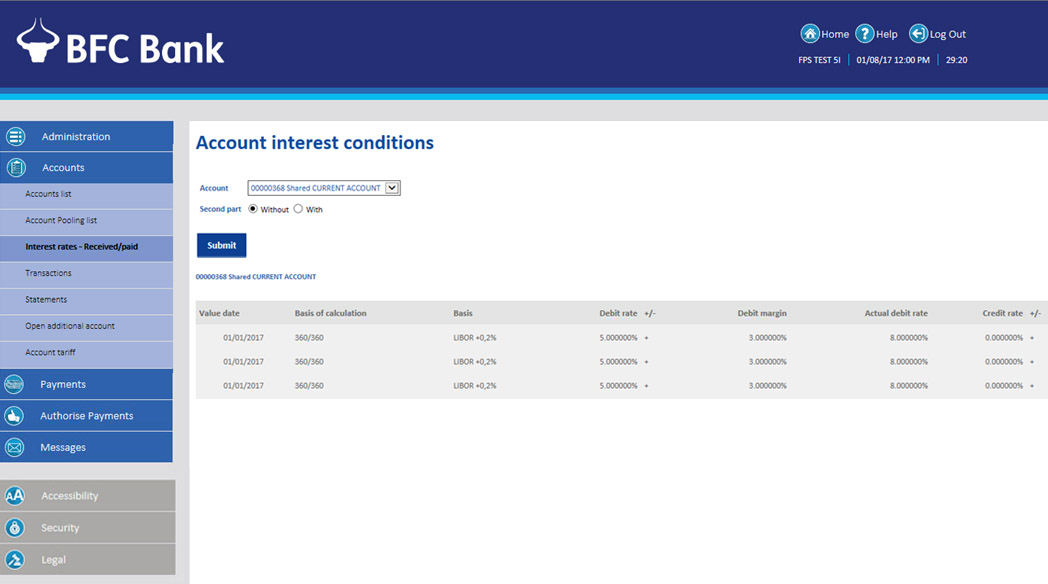 BFC Bank
Home Help Log Out
FPS TEST 5I 01/08/17 12:00 PM 29:20
Administration
Accounts
Accounts list
Account Pooling list
Interest rates - Received/paid
Transactions
Statements
Open additional account
Account tariff
Payments
Authorise Payments
Messages
AA Accessibility
Security
Legal
Account interest conditions
Account 00000368 Shared CURRENT ACCOUNT
Second part Without With
Submit
00000368 Shared CURRENT ACCOUNT
Value date Basis of calculation Basis Debit rate +/- Debit margin Actual debit rate Credit rate +/-
01/01/2017 360/360 LIBOR +0,2% 5.000000% + 3.000000% 8.000000% 0.000000% +
01/01/2017 360/360 LIBOR +0,2% 5.000000% + 3.000000% 8.000000% 0.000000% +
01/01/2017 360/360 LIBOR +0,2% 5.000000% + 3.000000% 8.000000% 0.000000% +